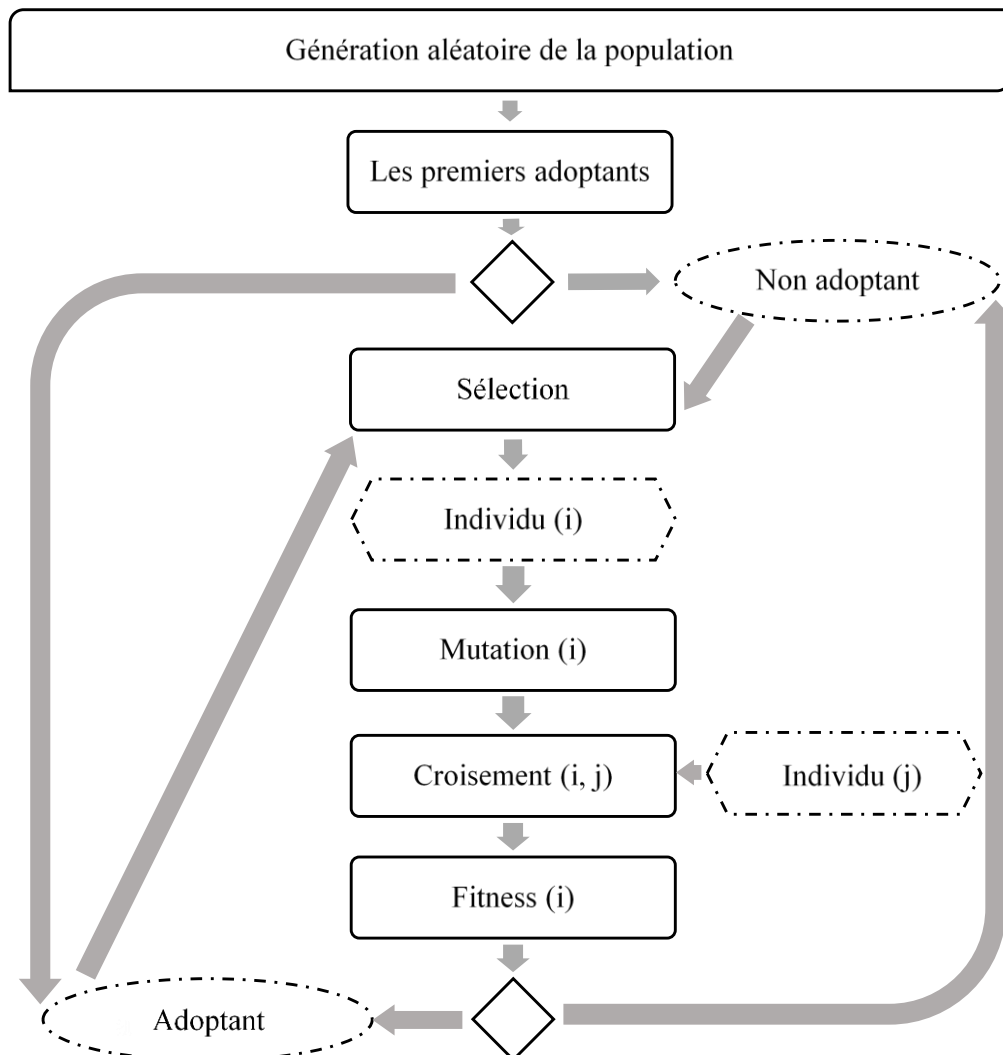 Génération aléatoire de la population
Les premiers adoptants
Non adoptant
Sélection
Individu (i)
Mutation (i)
Croisement (i, j)
Individu (j)
Fitness (i)
Adoptant